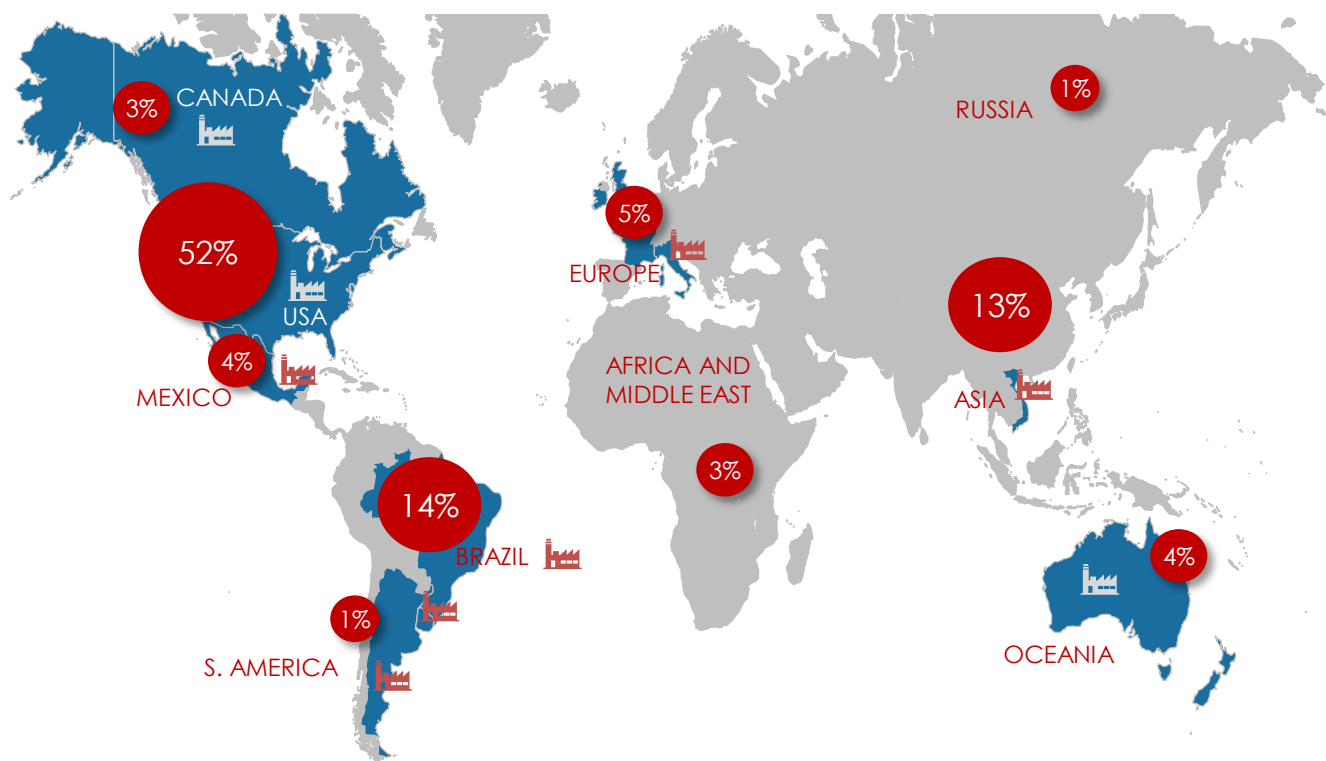 3%
CANADA
52%
USA
4%
MEXICO
14%
BRAZIL
1%
S. AMERICA
5%
EUROPE
AFRICA AND
MIDDLE EAST
3%
1%
RUSSIA
13%
ASIA
4%
OCEANIA